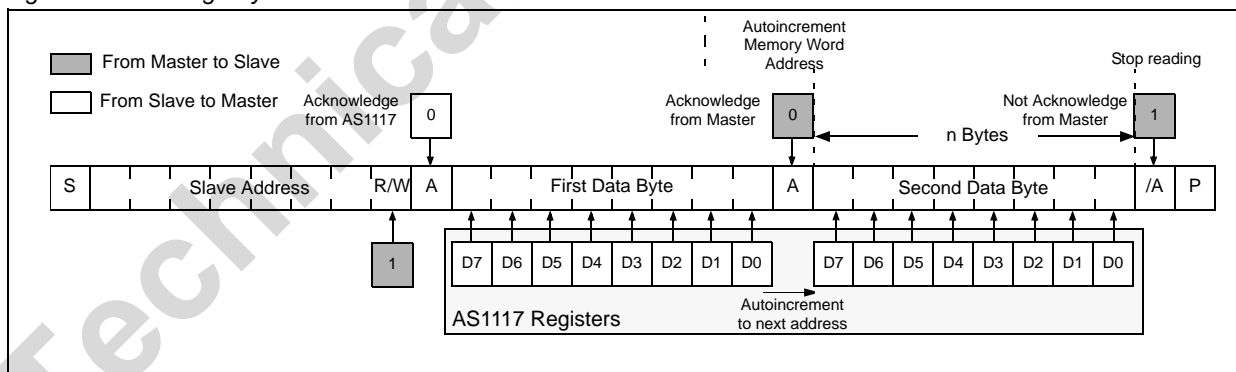 Autoincrement
Memory Word
Address
From Master to Slave
Stop reading
From Slave to Master
Acknowledge
from AS1117
0
Acknowledge
from Master
0
Not Acknowledge
from Master
1
n Bytes
S
Slave Address
R/W
A
First Data Byte
A
Second Data Byte
/A
P
1
D7
D6
D5
D4
D3
D2
D1
D0
D7
D6
D5
D4
D3
D2
D1
D0
Autoincrement
to next address
AS1117 Registers
Technica